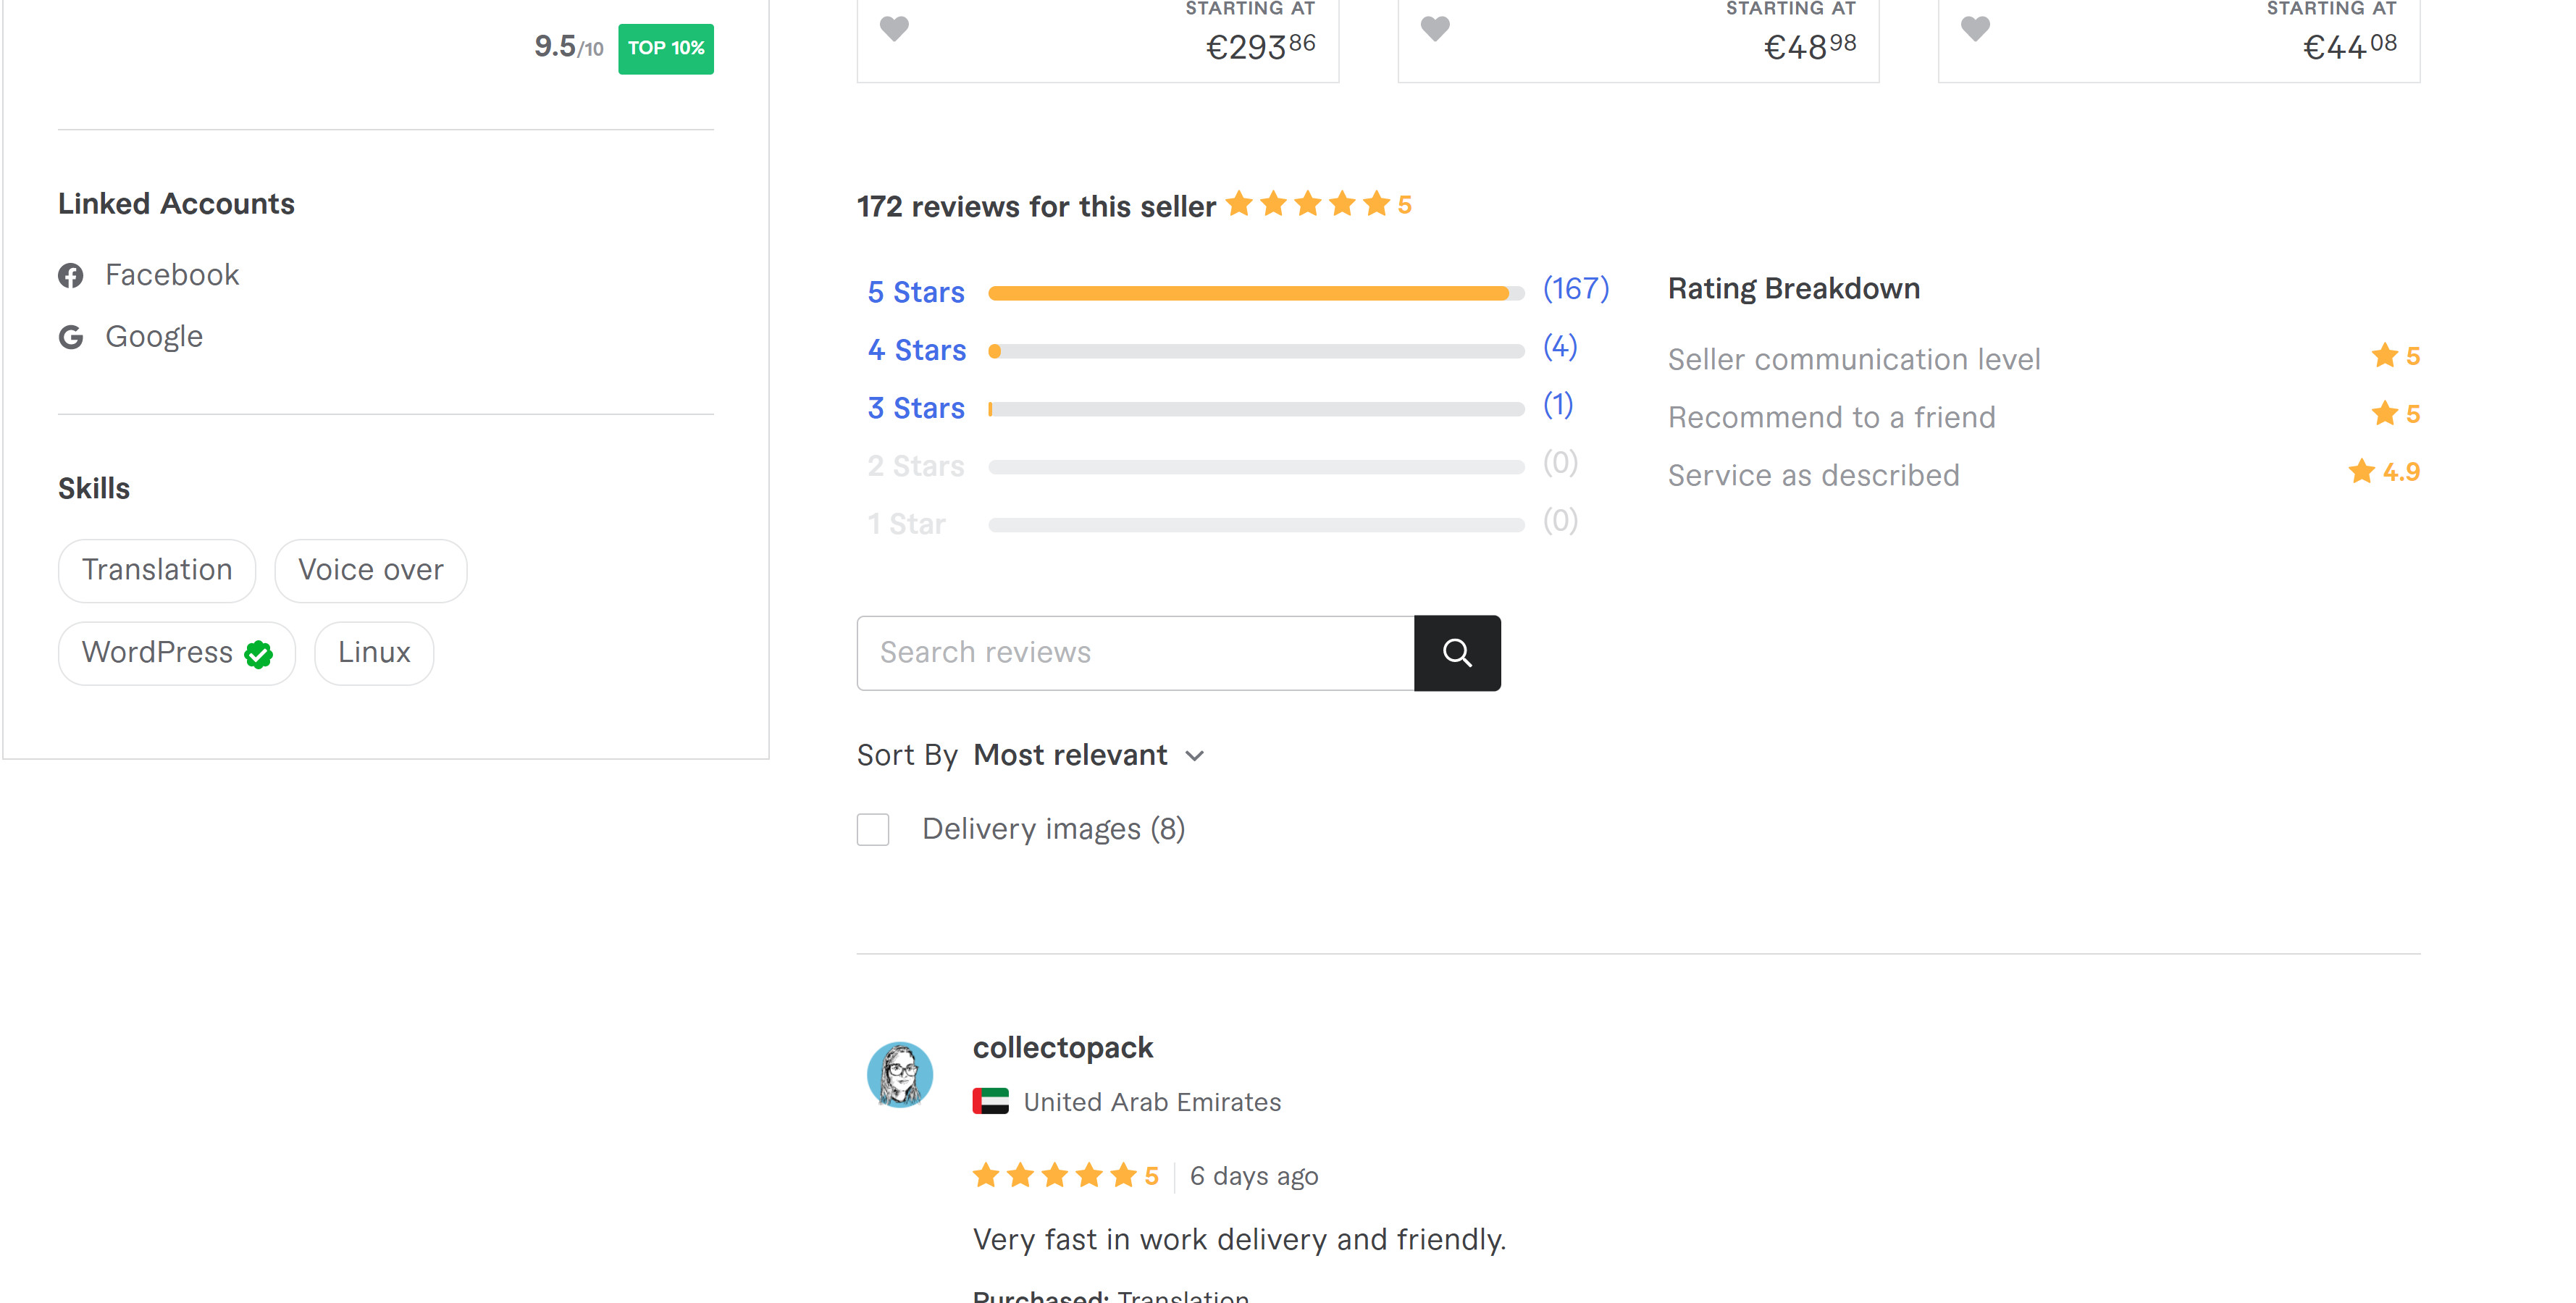 9.5/10 TOP 10%
Linked Accounts
Facebook
Google
Skills
Translation Voice over
WordPress Linux
STARTING AT
€293 86
STARTING AT
€48 98
STARTING AT
€44 08
172 reviews for this seller 5
5 Stars (167)
4 Stars (4)
3 Stars (1)
2 Stars (0)
1 Star (0)
Rating Breakdown
Seller communication level 5
Recommend to a friend 5
Service as described 4.9
Search reviews
Sort By Most relevant
Delivery images (8)
collectopack
United Arab Emirates
5 6 days ago
Very fast in work delivery and friendly.
Purchased: Translation